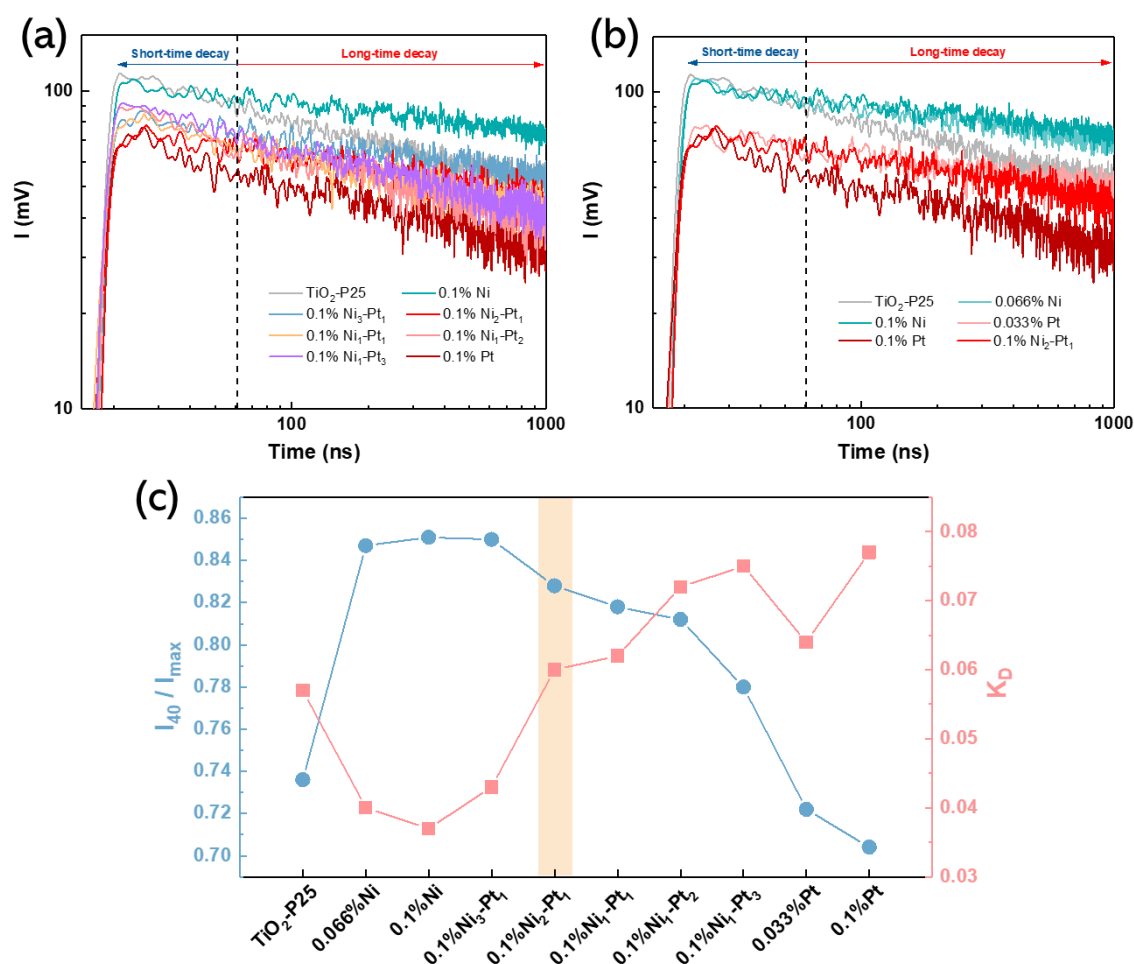 (a)
Short-time decay
Long-time decay
100
10
I (mV)
TiO2-P25
0.1% Ni
0.1% Ni3-Pt1
0.1% Ni2-Pt1
0.1% Ni1-Pt1
0.1% Ni1-Pt2
0.1% Ni1-Pt3
0.1% Pt
100
1000
Time (ns)
(b)
Short-time decay
Long-time decay
100
10
I (mV)
TiO2-P25
0.066% Ni
0.1% Ni
0.033% Pt
0.1% Pt
0.1% Ni2-Pt1
100
1000
Time (ns)
(c)
0.86
0.84
0.82
0.80
0.78
0.76
0.74
0.72
0.70
I40 / Imax
0.08
0.07
0.06
0.05
0.04
0.03
KD
TiO2-P25
0.066%Ni
0.1%Ni
0.1%Ni3-Pt1
0.1%Ni2-Pt1
0.1%Ni1-Pt1
0.1%Ni1-Pt2
0.1%Ni1-Pt3
0.033%Pt
0.1%Pt